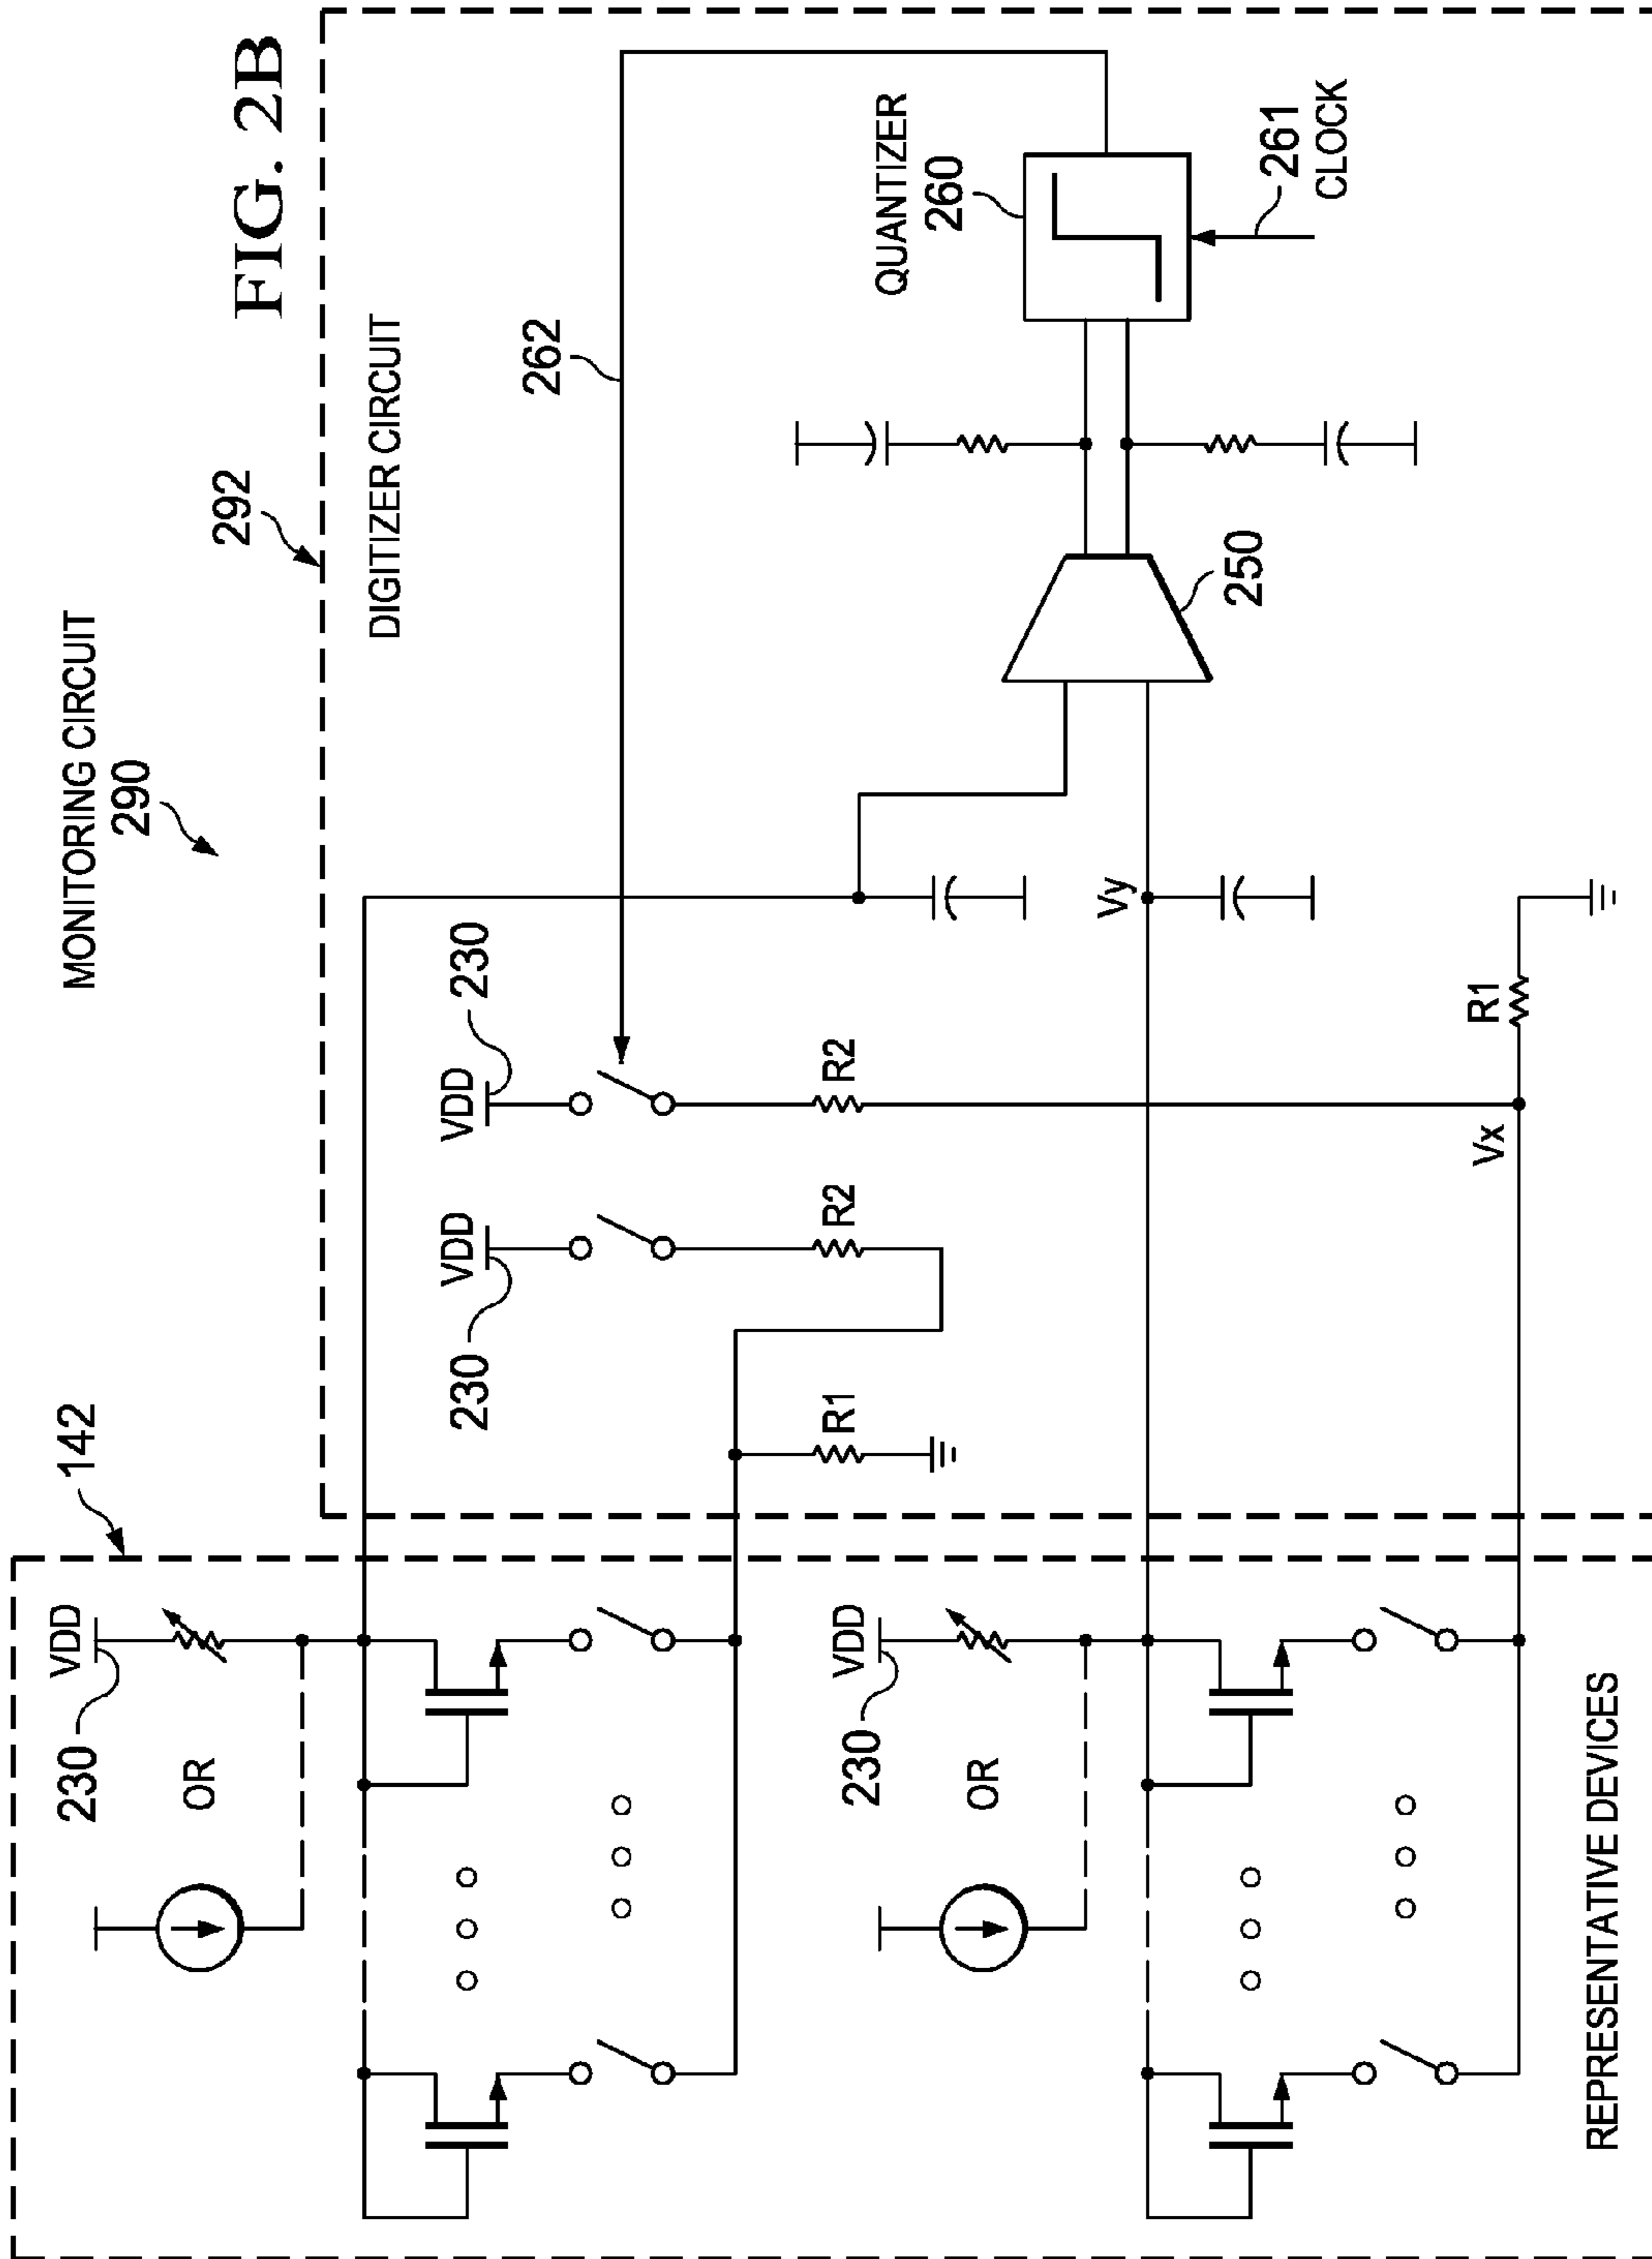 FIG. 2B
MONITORING CIRCUIT
290
292
DIGITIZER CIRCUIT
142
VDD
230
OR
VDD
230
OR
REPRESENTATIVE DEVICES
VDD
230
R2
VDD
230
R2
R1
262
QUANTIZER
260
261
CLOCK
250
Vy
Vx
R1